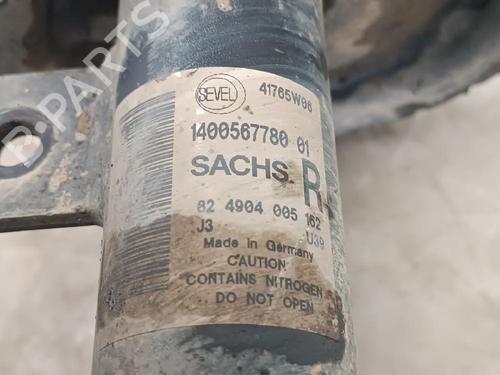 B-PARTS
SEVEL 41765W06
1400567780 01
SACHS R
82 4904 005 162
J3 U39
Made in Germany
CAUTION
CONTAINS NITROGEN
DO NOT OPEN